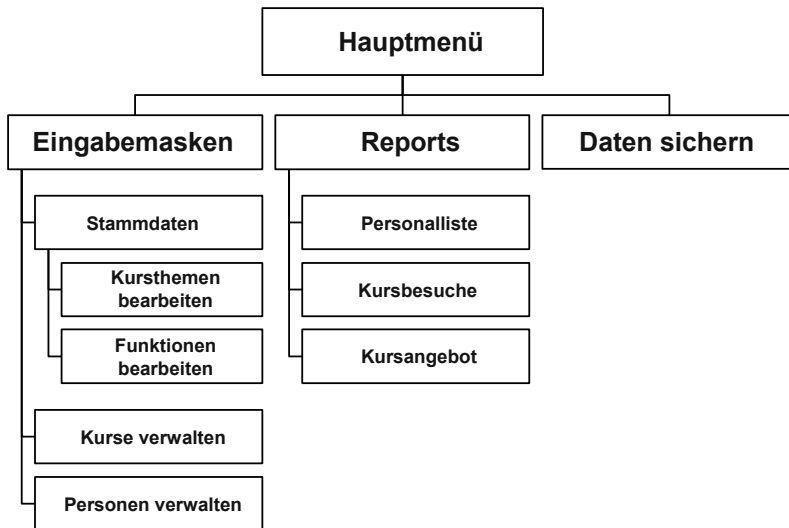 Hauptmenü
Eingabemasken
Reports
Daten sichern
Stammdaten
Kursthemen
bearbeiten
Funktionen
bearbeiten
Kurse verwalten
Personen verwalten
Personalliste
Kursbesuche
Kursangebot